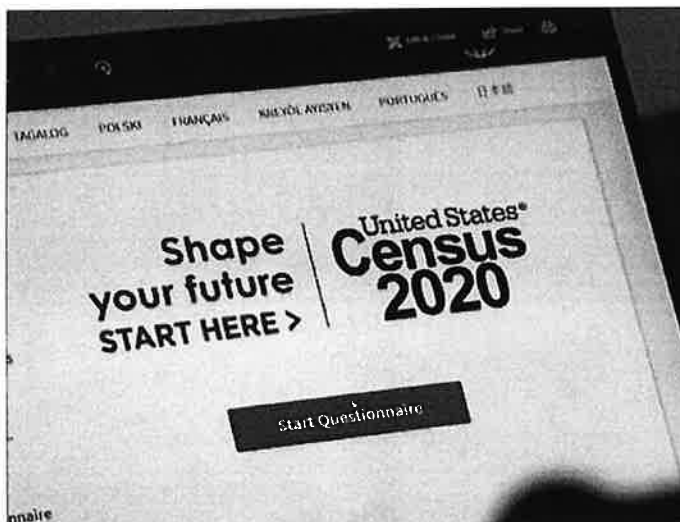 TAGALOG POLSKI FRANÇAIS KREYÒL AYISYEN PORTUGUÊS 日本語
Shape
your future
START HERE >
United States®
Census
2020
Start Questionnaire
nnaire